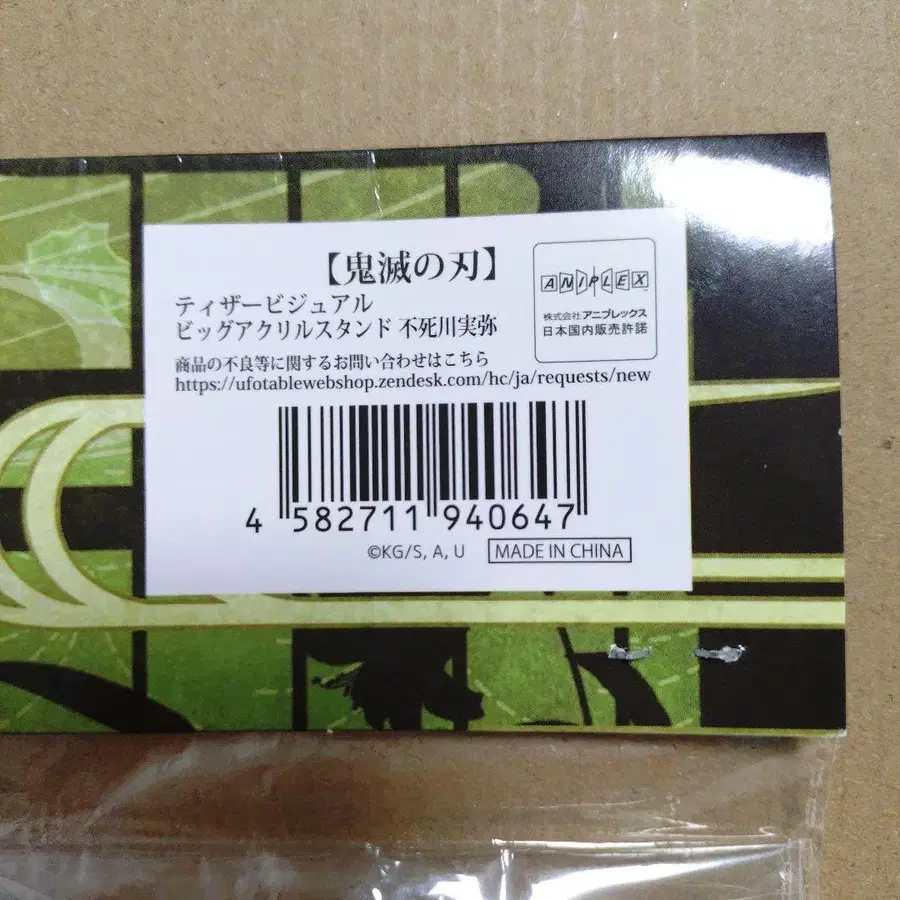 【鬼滅の刃】
ティザービジュアル
ビッグアクリルスタンド 不死川実弥
商品の不良等に関するお問い合わせはこちら
https://ufotablewebshop.zendesk.com/hc/ja/requests/new
ANIPLEX™
株式会社 アニプレックス
日本国内販売許諾
4 582711 940647
©KG/S, A, U
MADE IN CHINA